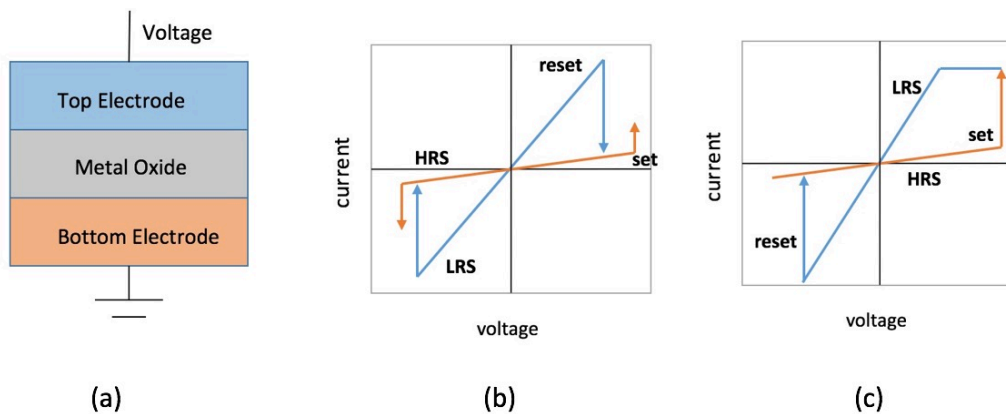 Voltage
Top Electrode
Metal Oxide
Bottom Electrode
(a)
reset
HRS
set
LRS
current
voltage
(b)
LRS
set
HRS
reset
current
voltage
(c)